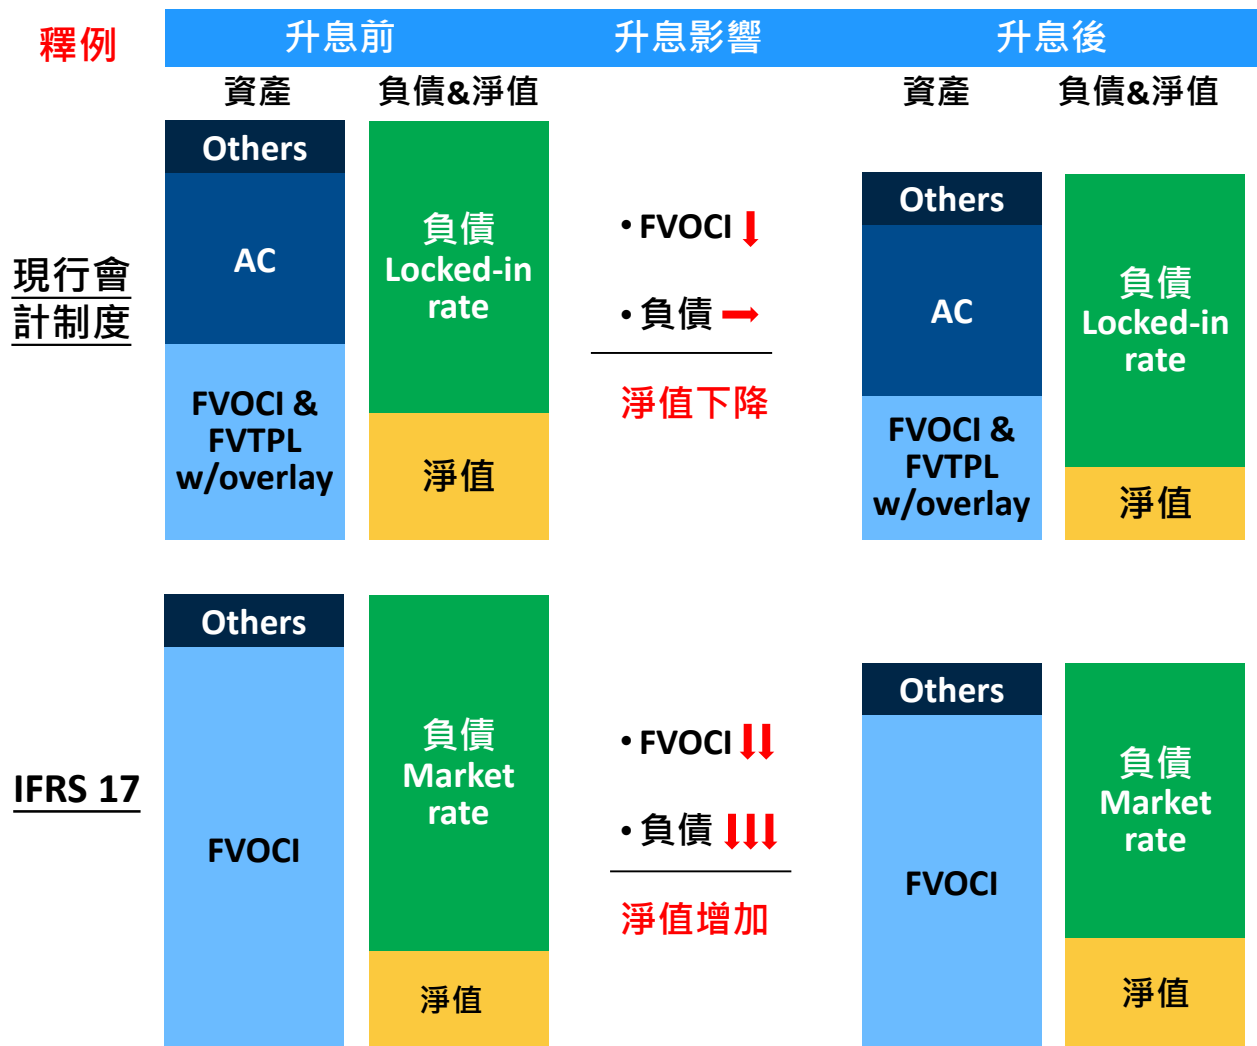 釋例
升息前
升息影響
升息後
資產
負債&淨值
資產
負債&淨值
現行會
計制度
Others
AC
FVOCI &
FVTPL
w/overlay
負債
Locked-in
rate
淨值
• FVOCI
• 負債
淨值下降
Others
AC
FVOCI &
FVTPL
w/overlay
負債
Locked-in
rate
淨值
IFRS 17
Others
FVOCI
負債
Market
rate
淨值
• FVOCI
• 負債
淨值增加
Others
FVOCI
負債
Market
rate
淨值